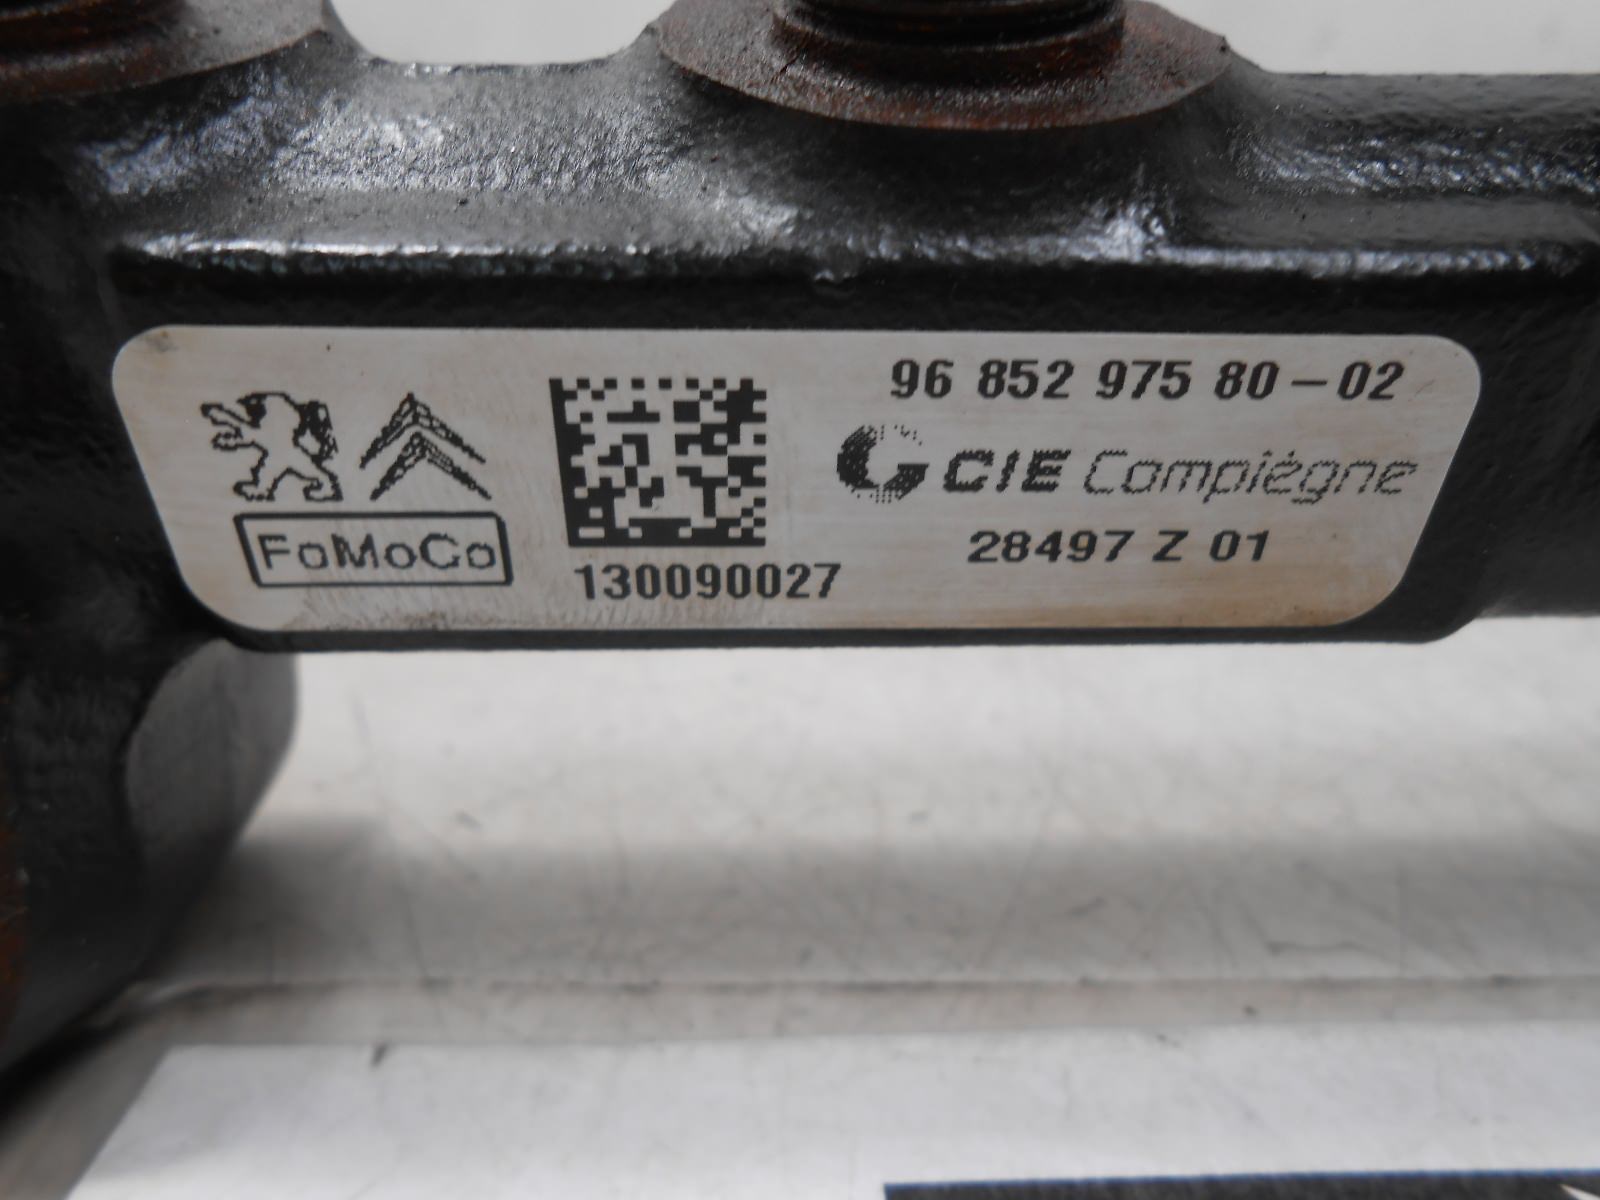 96 852 975 80-02
CIE Compiègne
28497 Z 01
FoMoCo
130090027